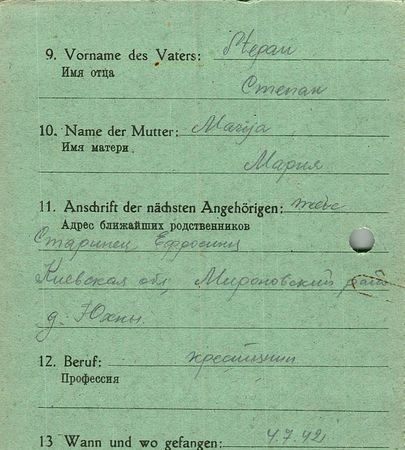 9. Vorname des Vaters: Stepan
Имя отца
Степан
10. Name der Mutter: Marija
Имя матери
Мария
11. Anschrift der nächsten Angehörigen:
Адрес ближайших родственников
Старинец Ефросиния
Киевская обл Мироновский район
д. Юхны
12. Beruf: крестьянин
Профессия
13 Wann und wo gefangen: 4.7.42